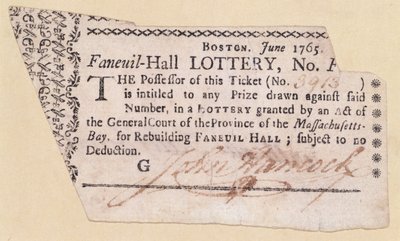 BOSTON. June 1765.
Faneuil-Hall LOTTERY, No.
THE Possessor of this Ticket (No. 3913)
is intitled to any Prize drawn against said
Number, in a LOTTERY granted by an Act of
the General Court of the Province of the Massachusetts-
Bay, for Rebuilding FANEUIL HALL; subject to no
Deduction.
G John Hancock